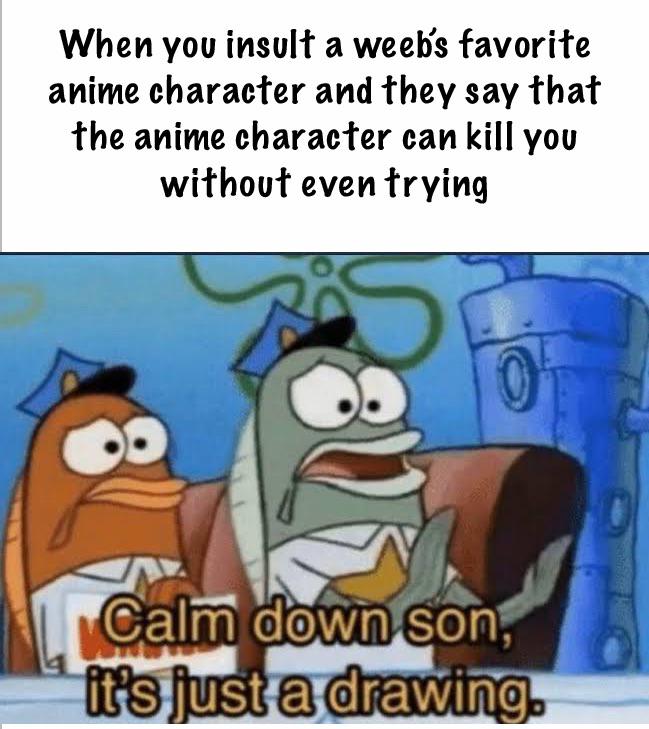 When you insult a weeb's favorite
anime character and they say that
the anime character can kill you
without even trying
Calm down son,
it's just a drawing.